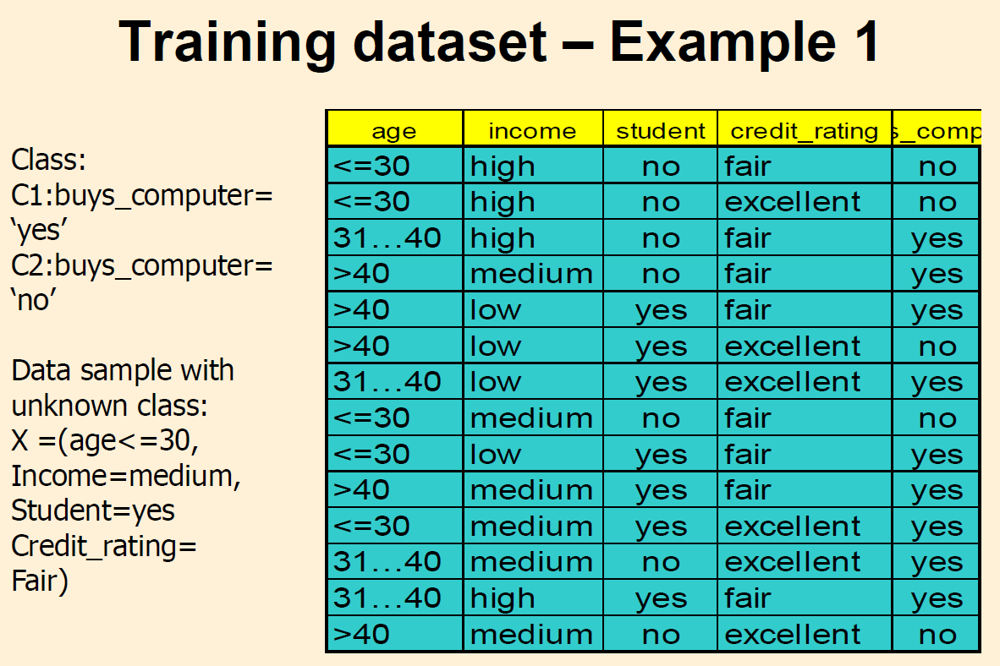 Training dataset – Example 1
Class:
C1:buys_computer=
‘yes’
C2:buys_computer=
‘no’
Data sample with
unknown class:
X =(age<=30,
Income=medium,
Student=yes
Credit_rating=
Fair)
age income student credit_rating s_comp
<=30 high no fair no
<=30 high no excellent no
31…40 high no fair yes
>40 medium no fair yes
>40 low yes fair yes
>40 low yes excellent no
31…40 low yes excellent yes
<=30 medium no fair no
<=30 low yes fair yes
>40 medium yes fair yes
<=30 medium yes excellent yes
31…40 medium no excellent yes
31…40 high yes fair yes
>40 medium no excellent no